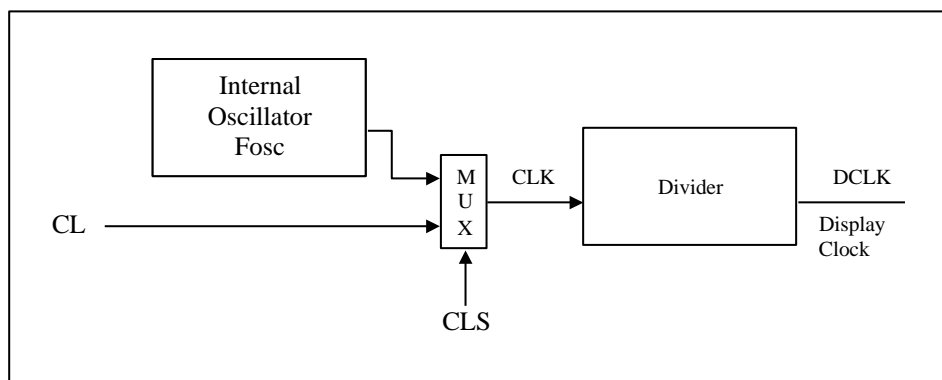 Internal
Oscillator
Fosc
M
U
X
CLK
Divider
DCLK
CL
Display
Clock
CLS